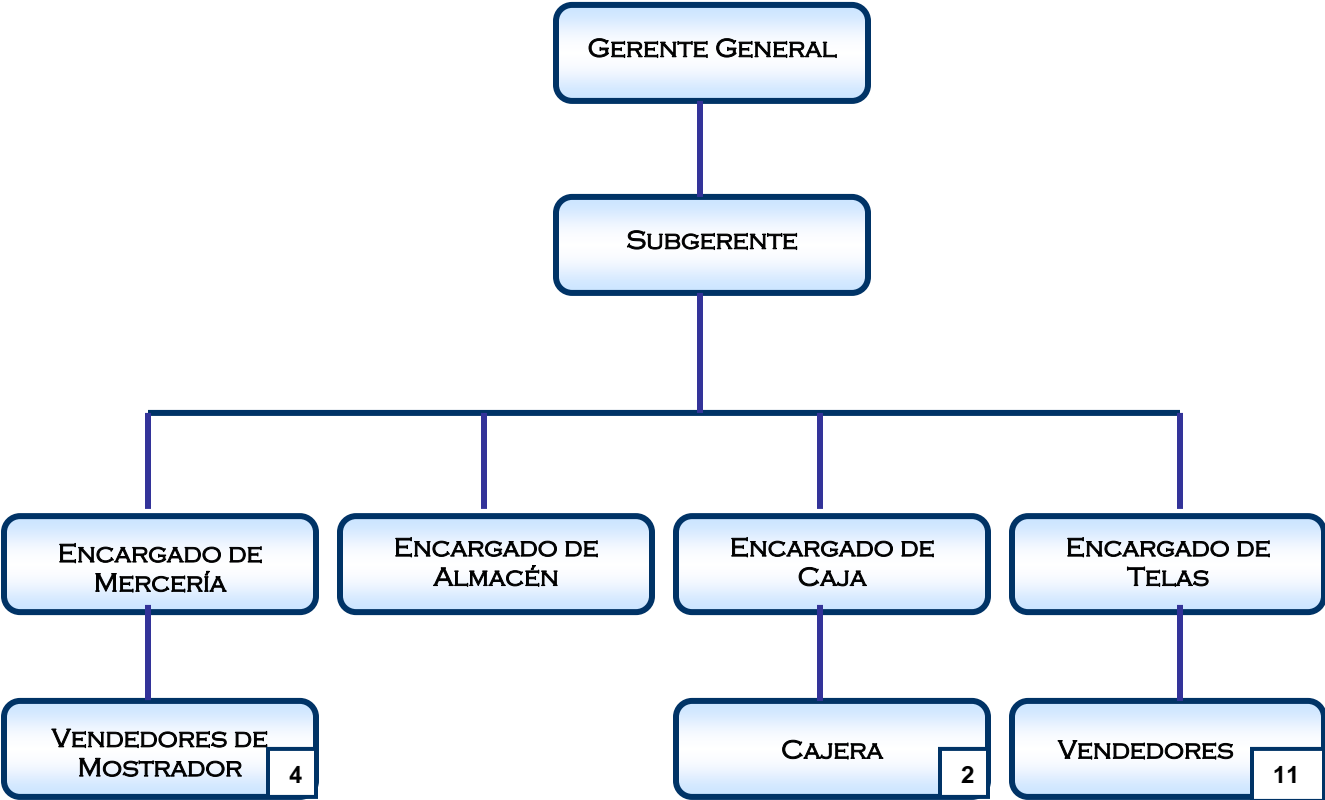 Gerente General
Subgerente
Encargado de
Mercería
Encargado de
Almacén
Encargado de
Caja
Encargado de
Telas
Vendedores de
Mostrador
4
Cajera
2
Vendedores
11